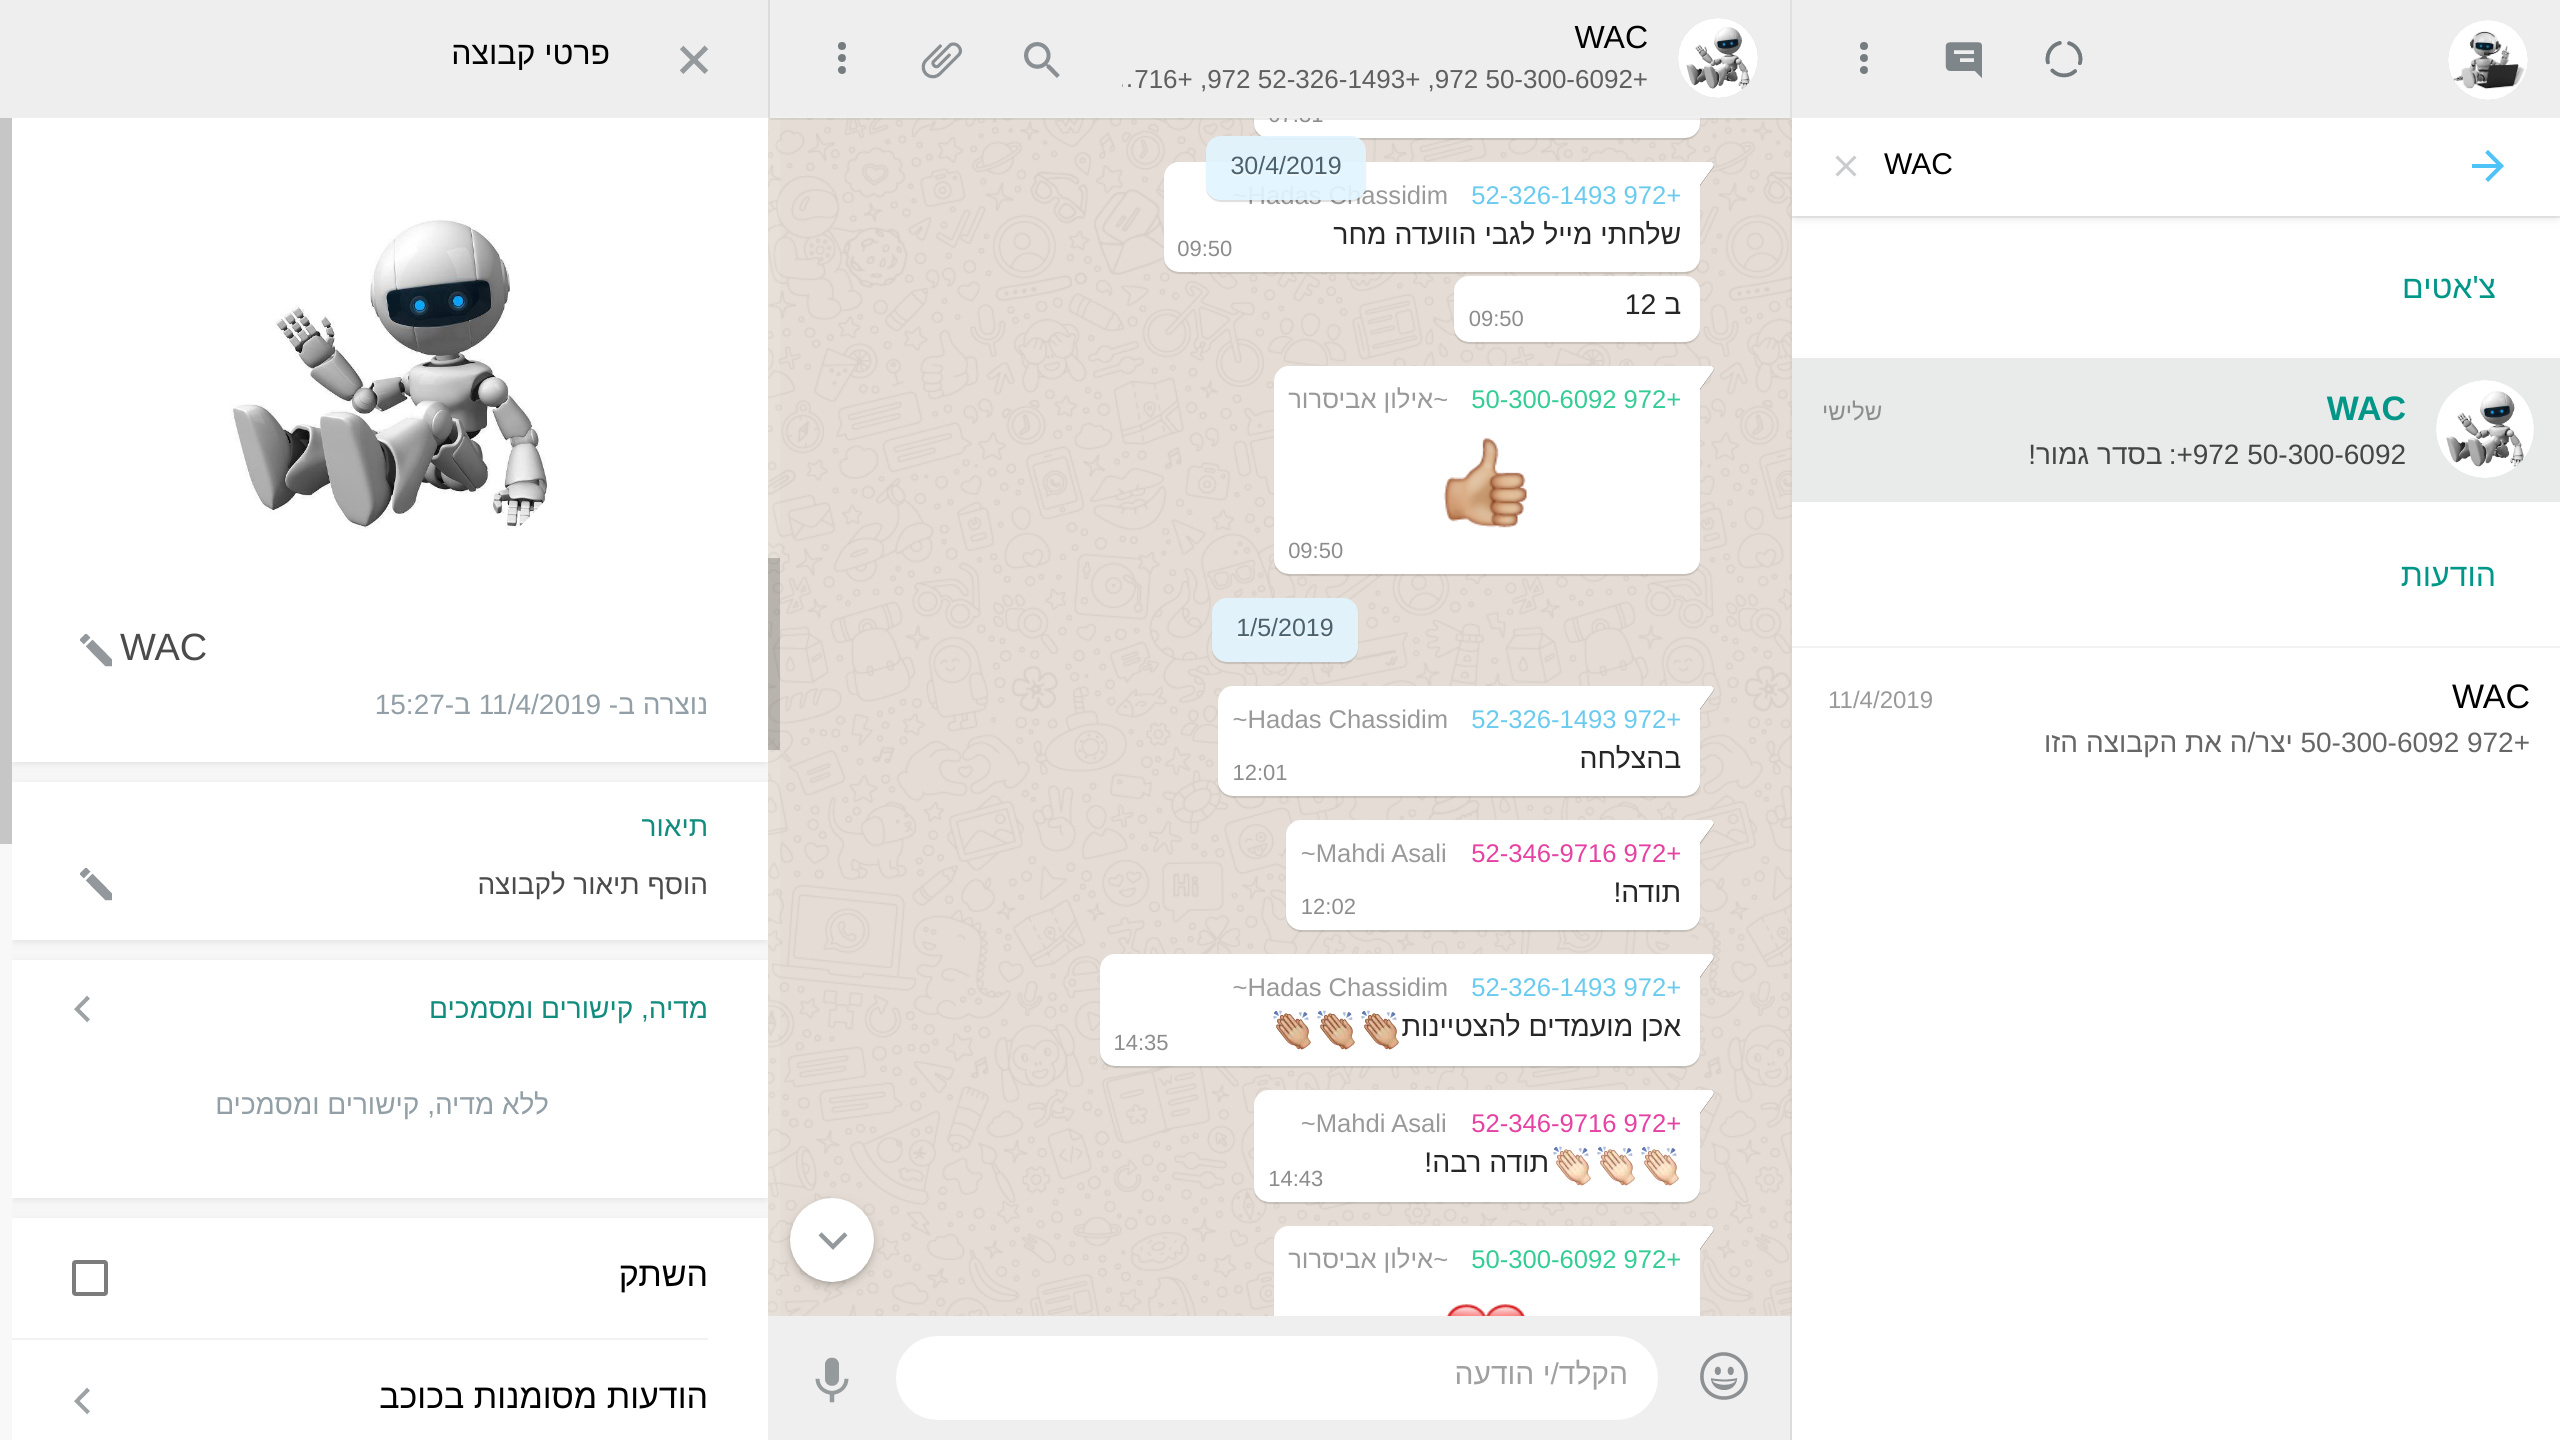 WAC
צ'אטים
WAC
שלישי
+972 50-300-6092: בסדר גמור!
הודעות
WAC
11/4/2019
+972 50-300-6092 יצר/ה את הקבוצה הזו
WAC
+972 50-300-6092, +972 52-326-1493, +972 ...716
07:51
30/4/2019
+972 52-326-1493 ~Hadas Chassidim
שלחתי מייל לגבי הוועדה מחר
09:50
ב 12
09:50
+972 50-300-6092 ~אילון אביסרור
09:50
1/5/2019
+972 52-326-1493 ~Hadas Chassidim
בהצלחה
12:01
+972 52-346-9716 ~Mahdi Asali
תודה!
12:02
+972 52-326-1493 ~Hadas Chassidim
אכן מועמדים להצטיינות👏🏼👏🏼👏🏼
14:35
+972 52-346-9716 ~Mahdi Asali
👏🏻👏🏻👏🏻תודה רבה!
14:43
+972 50-300-6092 ~אילון אביסרור
הקלד/י הודעה
פרטי קבוצה
WAC
נוצרה ב- 11/4/2019 ב-15:27
תיאור
הוסף תיאור לקבוצה
מדיה, קישורים ומסמכים
ללא מדיה, קישורים ומסמכים
השתק
הודעות מסומנות בכוכב